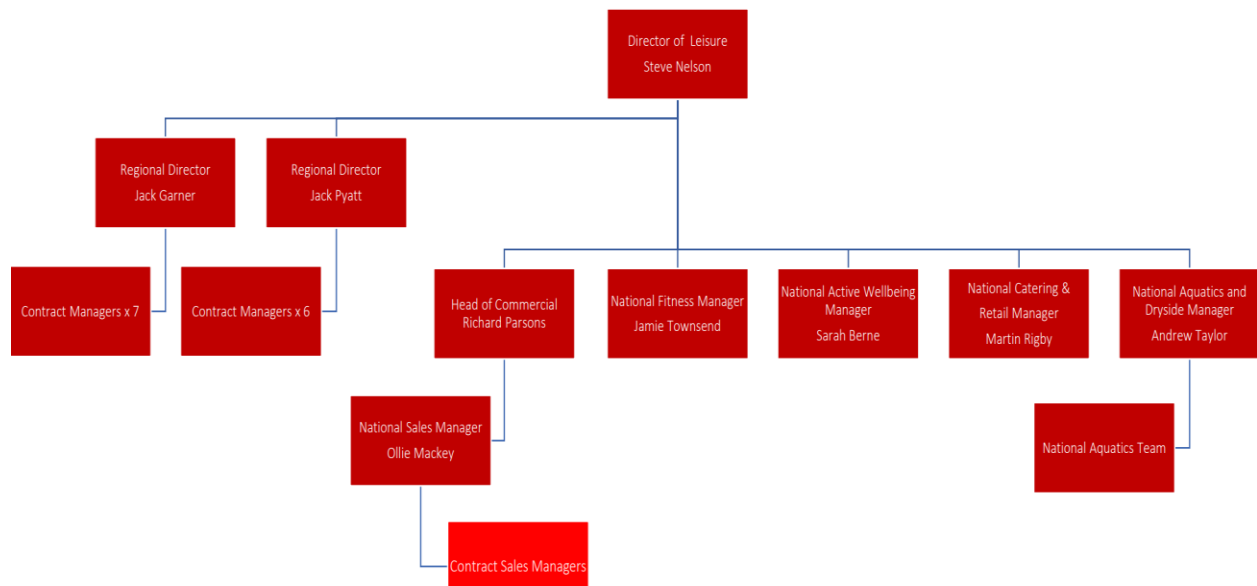 Director of Leisure
Steve Nelson
Regional Director
Jack Garner
Regional Director
Jack Pyatt
Contract Managers x 7
Contract Managers x 6
Head of Commercial
Richard Parsons
National Fitness Manager
Jamie Townsend
National Active Wellbeing
Manager
Sarah Berne
National Catering &
Retail Manager
Martin Rigby
National Aquatics and
Dryside Manager
Andrew Taylor
National Sales Manager
Ollie Mackey
National Aquatics Team
Contract Sales Managers